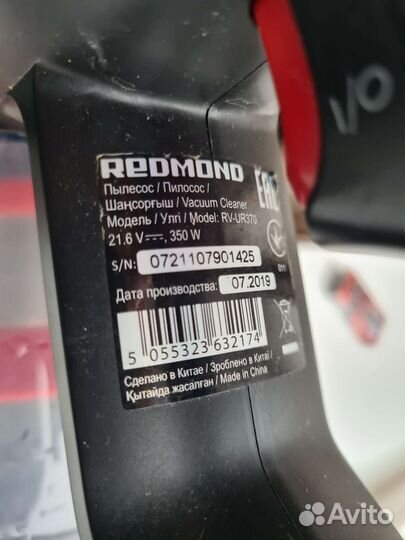 REDMOND
Пылесос / Пилосос /
Шаңсорғыш / Vacuum Cleaner
Модель / Үлгі / Model: RV-UR370
21.6 V⎓, 350 W
EAC
S/N: 0721107901425
011
Дата производства: 07.2019
5 055323 632174
Сделано в Китае / Зроблено в Китаї /
Қытайда жасалған / Made in China
I/O
Avito